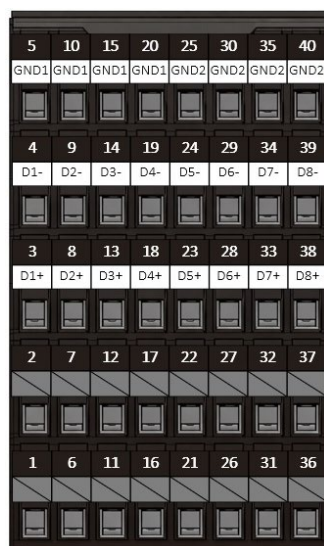 5 10 15 20 25 30 35 40
GND1 GND1 GND1 GND1 GND2 GND2 GND2 GND2
4 9 14 19 24 29 34 39
D1- D2- D3- D4- D5- D6- D7- D8-
3 8 13 18 23 28 33 38
D1+ D2+ D3+ D4+ D5+ D6+ D7+ D8+
2 7 12 17 22 27 32 37
1 6 11 16 21 26 31 36